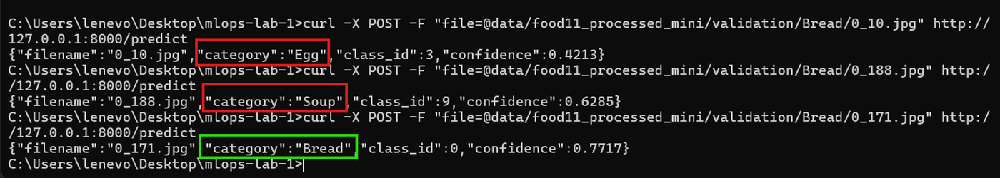 C:\Users\lenevo\Desktop\mlops-lab-1>curl -X POST -F "file=@data/food11_processed_mini/validation/Bread/0_10.jpg" http://
127.0.0.1:8000/predict
{"filename":"0_10.jpg","category":"Egg","class_id":3,"confidence":0.4213}
C:\Users\lenevo\Desktop\mlops-lab-1>curl -X POST -F "file=@data/food11_processed_mini/validation/Bread/0_188.jpg" http:/
/127.0.0.1:8000/predict
{"filename":"0_188.jpg","category":"Soup","class_id":9,"confidence":0.6285}
C:\Users\lenevo\Desktop\mlops-lab-1>curl -X POST -F "file=@data/food11_processed_mini/validation/Bread/0_171.jpg" http:/
/127.0.0.1:8000/predict
{"filename":"0_171.jpg","category":"Bread","class_id":0,"confidence":0.7717}
C:\Users\lenevo\Desktop\mlops-lab-1>